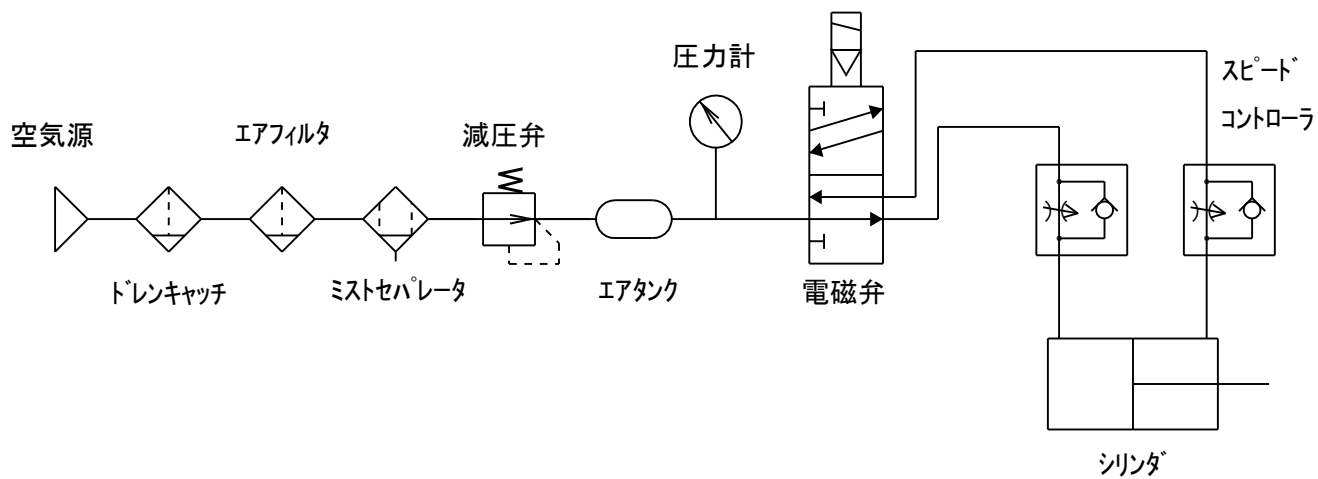 空気源
ﾄﾞﾚﾝｷｬｯﾁ
ｴｱﾌｨﾙﾀ
ﾐｽﾄｾﾊﾟﾚｰﾀ
減圧弁
ｴｱﾀﾝｸ
圧力計
電磁弁
ｽﾋﾟｰﾄﾞ
ｺﾝﾄﾛｰﾗ
ｼﾘﾝﾀﾞ